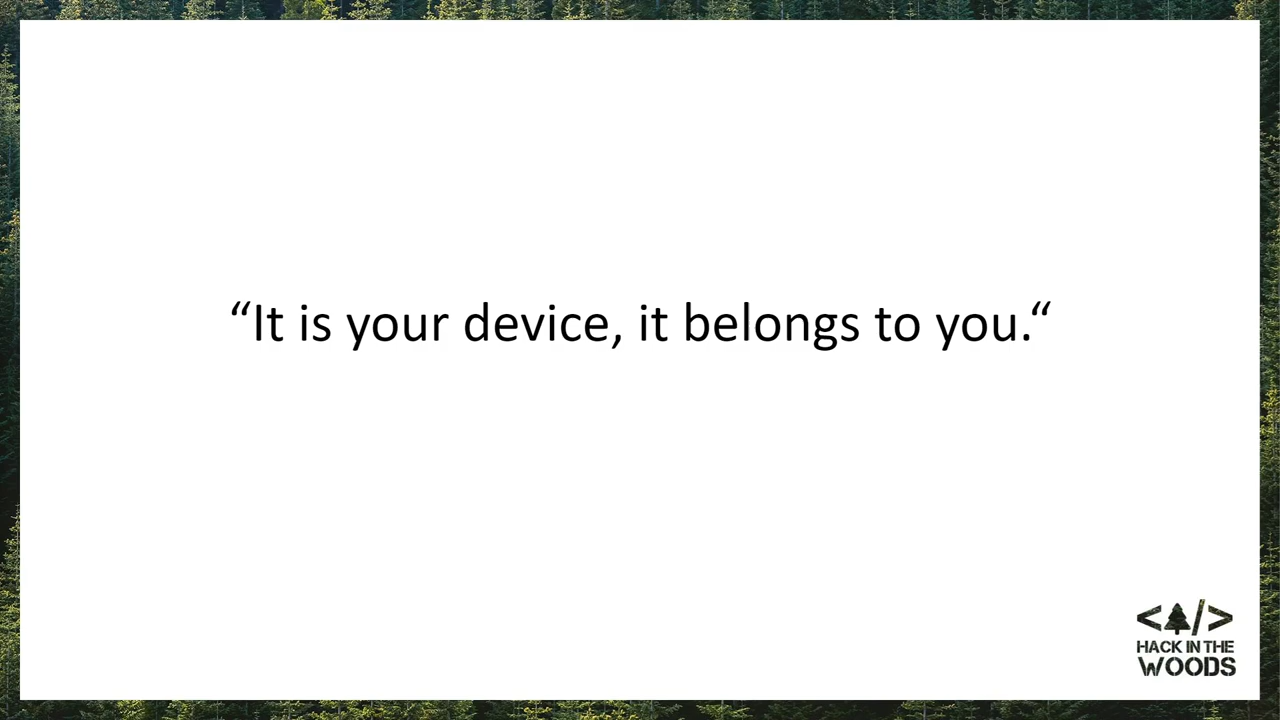 “It is your device, it belongs to you.“
</>
HACK IN THE
WOODS